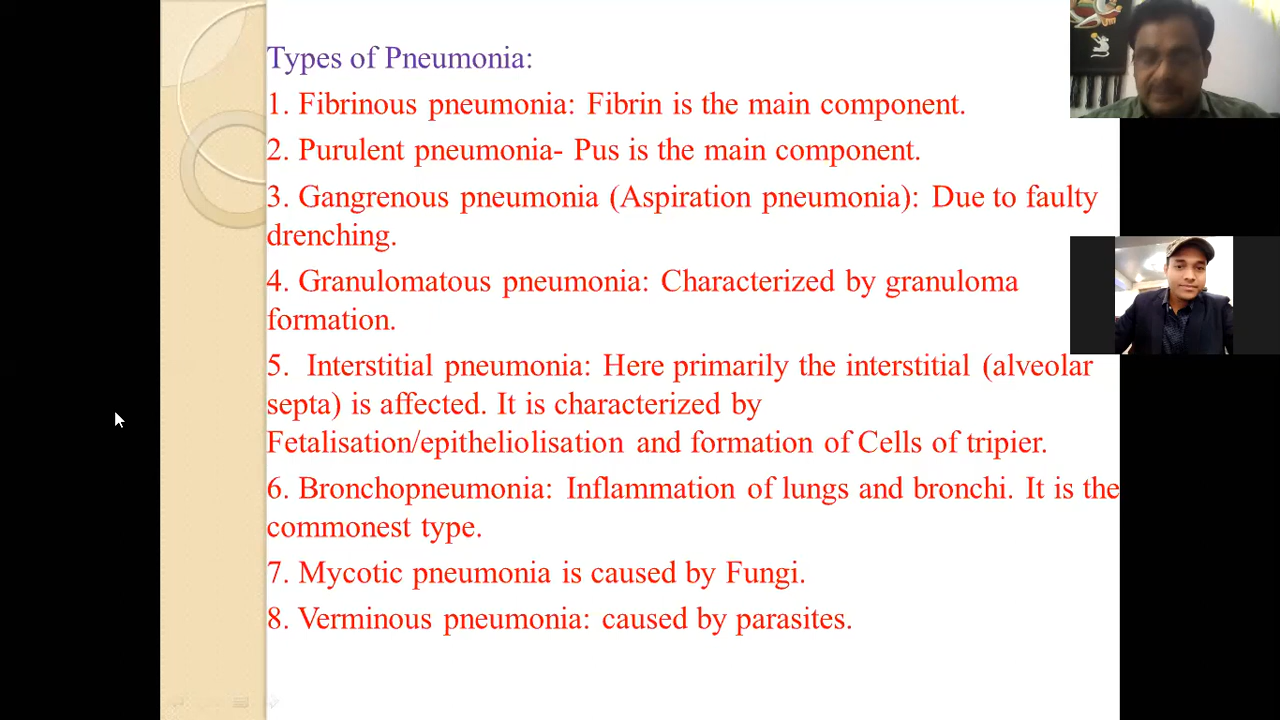 Types of Pneumonia:
1. Fibrinous pneumonia: Fibrin is the main component.
2. Purulent pneumonia- Pus is the main component.
3. Gangrenous pneumonia (Aspiration pneumonia): Due to faulty
drenching.
4. Granulomatous pneumonia: Characterized by granuloma
formation.
5. Interstitial pneumonia: Here primarily the interstitial (alveolar
septa) is affected. It is characterized by
Fetalisation/epitheliolisation and formation of Cells of tripier.
6. Bronchopneumonia: Inflammation of lungs and bronchi. It is the
commonest type.
7. Mycotic pneumonia is caused by Fungi.
8. Verminous pneumonia: caused by parasites.